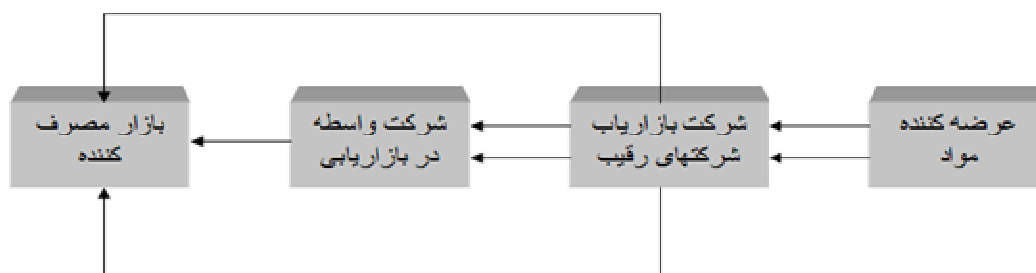 عرضه کننده
مواد
شرکت بازاریاب
شرکتهای رقیب
شرکت واسطه
در بازاریابی
بازار مصرف
کننده